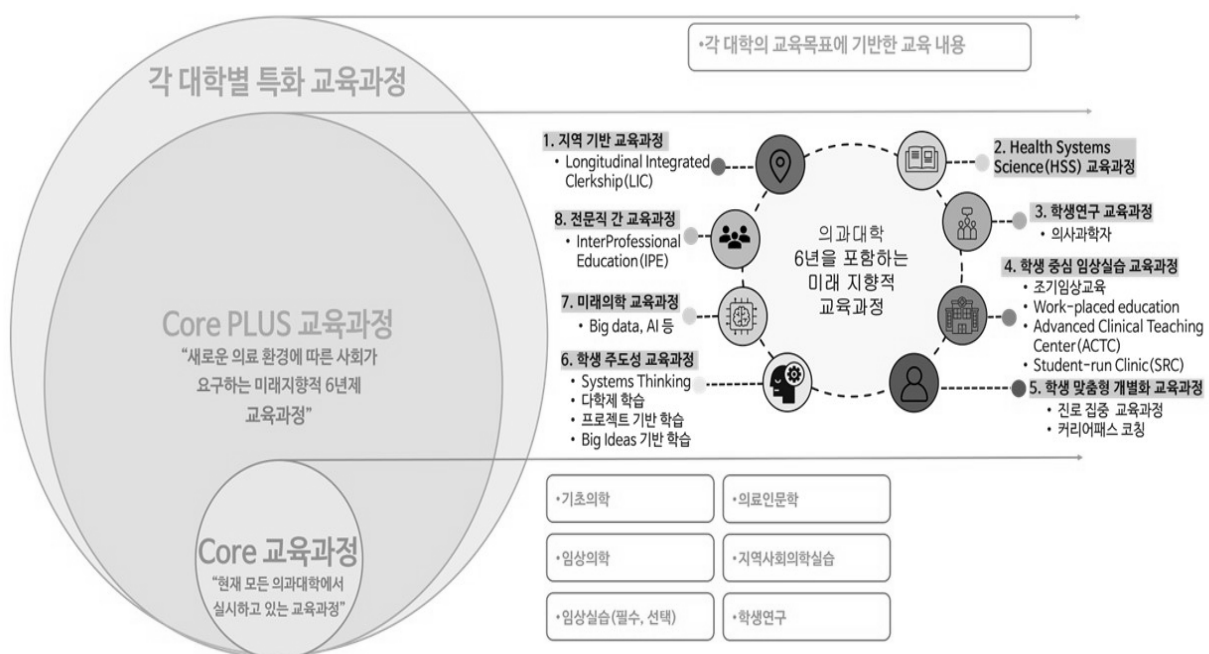 각 대학별 특화 교육과정
•각 대학의 교육목표에 기반한 교육 내용
Core PLUS 교육과정
“새로운 의료 환경에 따른 사회가
요구하는 미래지향적 6년제
교육과정”
의과대학
6년을 포함하는
미래 지향적
교육과정
1. 지역 기반 교육과정
• Longitudinal Integrated
Clerkship(LIC)
2. Health Systems
Science(HSS) 교육과정
3. 학생연구 교육과정
• 의사과학자
4. 학생 중심 임상실습 교육과정
• 조기임상교육
• Work-placed education
• Advanced Clinical Teaching
Center(ACTC)
• Student-run Clinic(SRC)
5. 학생 맞춤형 개별화 교육과정
• 진로 집중 교육과정
• 커리어패스 코칭
6. 학생 주도성 교육과정
• Systems Thinking
• 다학제 학습
• 프로젝트 기반 학습
• Big Ideas 기반 학습
7. 미래의학 교육과정
• Big data, AI 등
8. 전문직 간 교육과정
• InterProfessional
Education(IPE)
Core 교육과정
“현재 모든 의과대학에서
실시하고 있는 교육과정”
•기초의학
•의료인문학
•임상의학
•지역사회의학실습
•임상실습(필수, 선택)
•학생연구